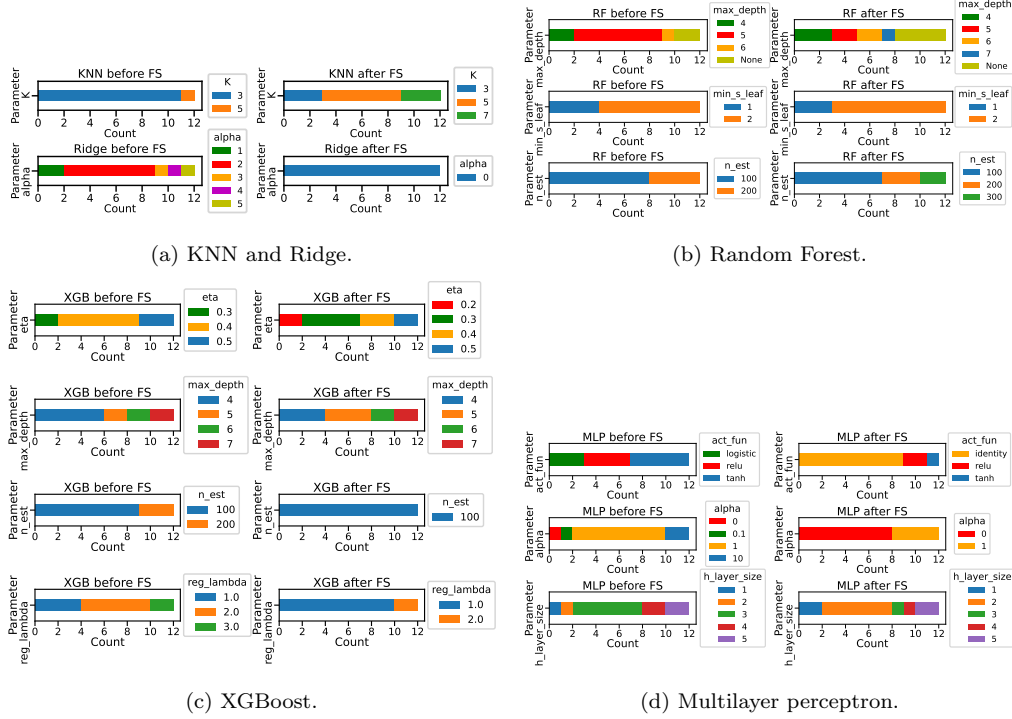 KNN before FS
Parameter
K
0 2 4 6 8 10 12
Count
K
3
5
KNN after FS
Parameter
K
0 2 4 6 8 10 12
Count
K
3
5
7
Ridge before FS
Parameter
alpha
0 2 4 6 8 10 12
Count
alpha
1
2
3
4
5
Ridge after FS
Parameter
alpha
0 2 4 6 8 10 12
Count
alpha
0
(a) KNN and Ridge.
RF before FS
Parameter
max_depth
0 2 4 6 8 10 12
Count
max_depth
4
5
6
None
RF after FS
Parameter
max_depth
0 2 4 6 8 10 12
Count
max_depth
4
5
6
7
None
RF before FS
Parameter
min_s_leaf
0 2 4 6 8 10 12
Count
min_s_leaf
1
2
RF after FS
Parameter
min_s_leaf
0 2 4 6 8 10 12
Count
min_s_leaf
1
2
RF before FS
Parameter
n_est
0 2 4 6 8 10 12
Count
n_est
100
200
RF after FS
Parameter
n_est
0 2 4 6 8 10 12
Count
n_est
100
200
300
(b) Random Forest.
XGB before FS
Parameter
eta
0 2 4 6 8 10 12
Count
eta
0.3
0.4
0.5
XGB after FS
Parameter
eta
0 2 4 6 8 10 12
Count
eta
0.2
0.3
0.4
0.5
XGB before FS
Parameter
max_depth
0 2 4 6 8 10 12
Count
max_depth
4
5
6
7
XGB after FS
Parameter
max_depth
0 2 4 6 8 10 12
Count
max_depth
4
5
6
7
XGB before FS
Parameter
n_est
0 2 4 6 8 10 12
Count
n_est
100
200
XGB after FS
Parameter
n_est
0 2 4 6 8 10 12
Count
n_est
100
XGB before FS
Parameter
reg_lambda
0 2 4 6 8 10 12
Count
reg_lambda
1.0
2.0
3.0
XGB after FS
Parameter
reg_lambda
0 2 4 6 8 10 12
Count
reg_lambda
1.0
2.0
(c) XGBoost.
MLP before FS
Parameter
act_fun
0 2 4 6 8 10 12
Count
act_fun
logistic
relu
tanh
MLP after FS
Parameter
act_fun
0 2 4 6 8 10 12
Count
act_fun
identity
relu
tanh
MLP before FS
Parameter
alpha
0 2 4 6 8 10 12
Count
alpha
0
0.1
1
10
MLP after FS
Parameter
alpha
0 2 4 6 8 10 12
Count
alpha
0
1
MLP before FS
Parameter
h_layer_size
0 2 4 6 8 10 12
Count
h_layer_size
1
2
3
4
5
MLP after FS
Parameter
h_layer_size
0 2 4 6 8 10 12
Count
h_layer_size
1
2
3
4
5
(d) Multilayer perceptron.